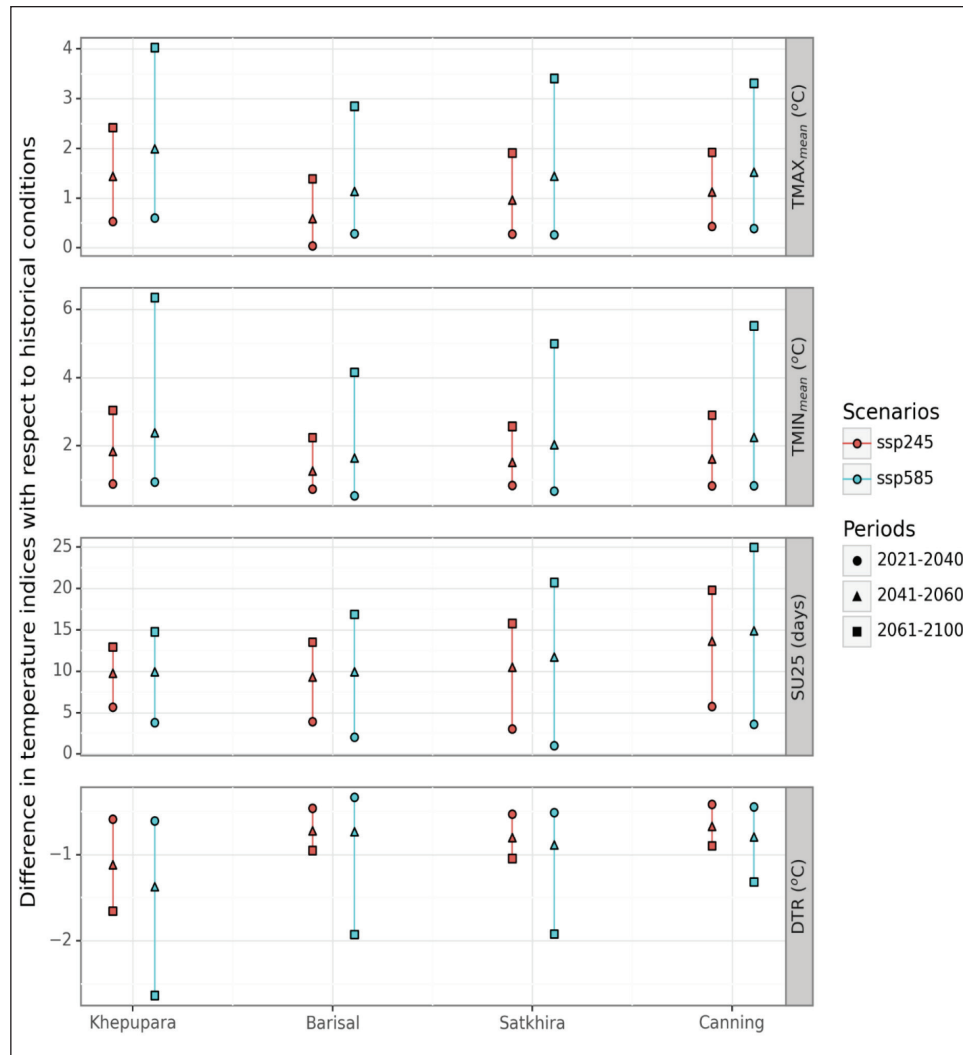 Difference in temperature indices with respect to historical conditions
4
3
2
1
0
TMAXmean (°C)
6
4
2
TMINmean (°C)
25
20
15
10
5
0
SU25 (days)
−1
−2
DTR (°C)
Khepupara Barisal Satkhira Canning
Scenarios
ssp245
ssp585
Periods
2021-2040
2041-2060
2061-2100